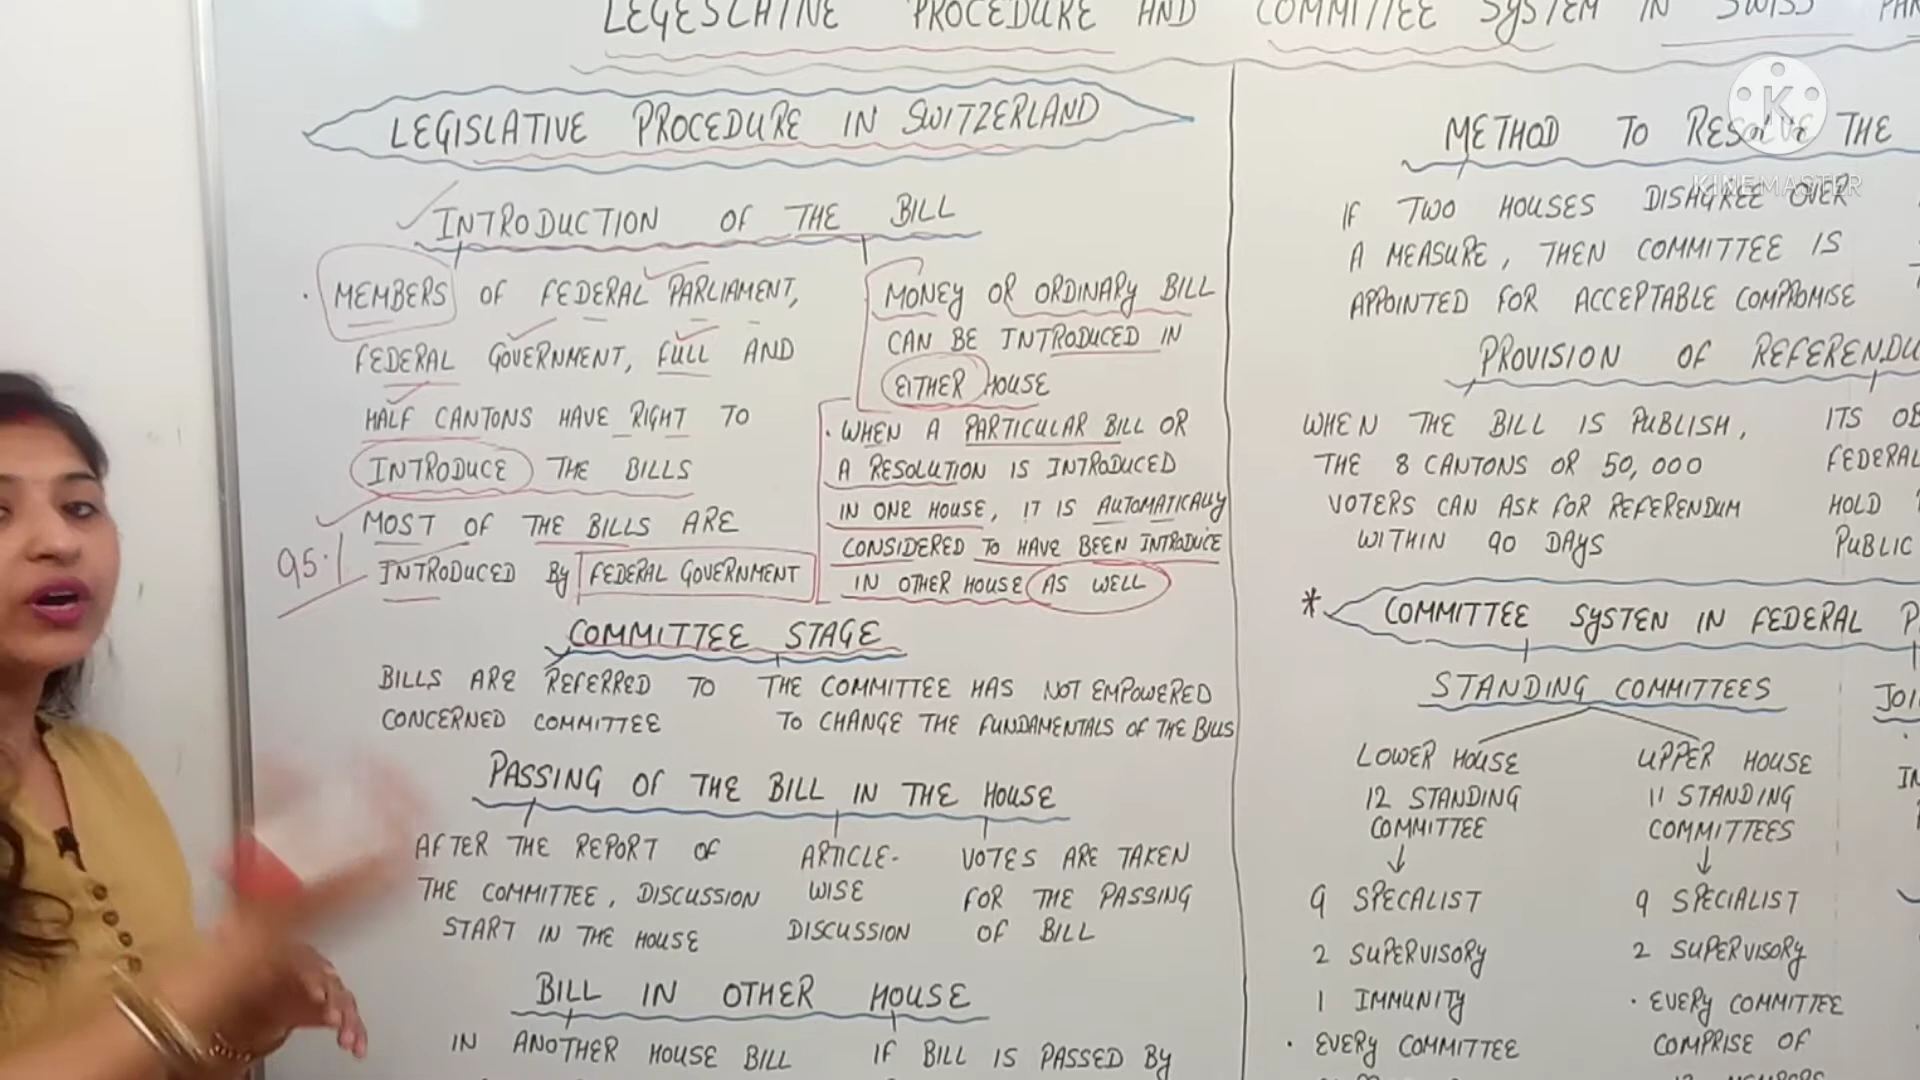 LEGESLATINE PROCEDURE AND COMMITTEE SYSTEM IN SWISS
LEGISLATIVE PROCEDURE IN SWITZERLAND
INTRODUCTION OF THE BILL
· MEMBERS OF FEDERAL PARLIAMENT,
FEDERAL GOVERNMENT, FULL AND
HALF CANTONS HAVE RIGHT TO
INTRODUCE THE BILLS
MOST OF THE BILLS ARE
95·/. INTRODUCED By FEDERAL GOVERNMENT
MONEY OR ORDINARY BILL
CAN BE INTRODUCED IN
EITHER HOUSE
· WHEN A PARTICULAR BILL OR
A RESOLUTION IS INTRODUCED
IN ONE HOUSE, IT IS AUTOMATICALLY
CONSIDERED TO HAVE BEEN INTRODUCE
IN OTHER HOUSE AS WELL
COMMITTEE STAGE
BILLS ARE REFERRED TO
CONCERNED COMMITTEE
THE COMMITTEE HAS NOT EMPOWERED
TO CHANGE THE FUNDAMENTALS OF THE BILLS
PASSING OF THE BILL IN THE HOUSE
AFTER THE REPORT OF
THE COMMITTEE, DISCUSSION
START IN THE HOUSE
ARTICLE-
WISE
DISCUSSION
VOTES ARE TAKEN
FOR THE PASSING
OF BILL
BILL IN OTHER HOUSE
IN ANOTHER HOUSE BILL
IF BILL IS PASSED By
METHOD TO RESOLVE THE
IF TWO HOUSES DISAGREE OVER
A MEASURE, THEN COMMITTEE IS
APPOINTED FOR ACCEPTABLE COMPROMISE
PROVISION OF
WHEN THE BILL IS PUBLISH,
THE 8 CANTONS OR 50,000
VOTERS CAN ASK FOR REFERENDUM
WITHIN 90 DAYS
ITS
FEDERAL
HOLD
PUBLIC
* COMMITTEE SYSTEN IN FEDERAL
STANDING COMMITTEES
LOWER HOUSE
12 STANDING
COMMITTEE
9 SPECALIST
2 SUPERVISORY
1 IMMUNITY
· EVERY COMMITTEE
UPPER HOUSE
11 STANDING
COMMITTEES
9 SPECIALIST
2 SUPERVISORY
· EVERY COMMITTEE
COMPRISE OF
K
KINEMASTER